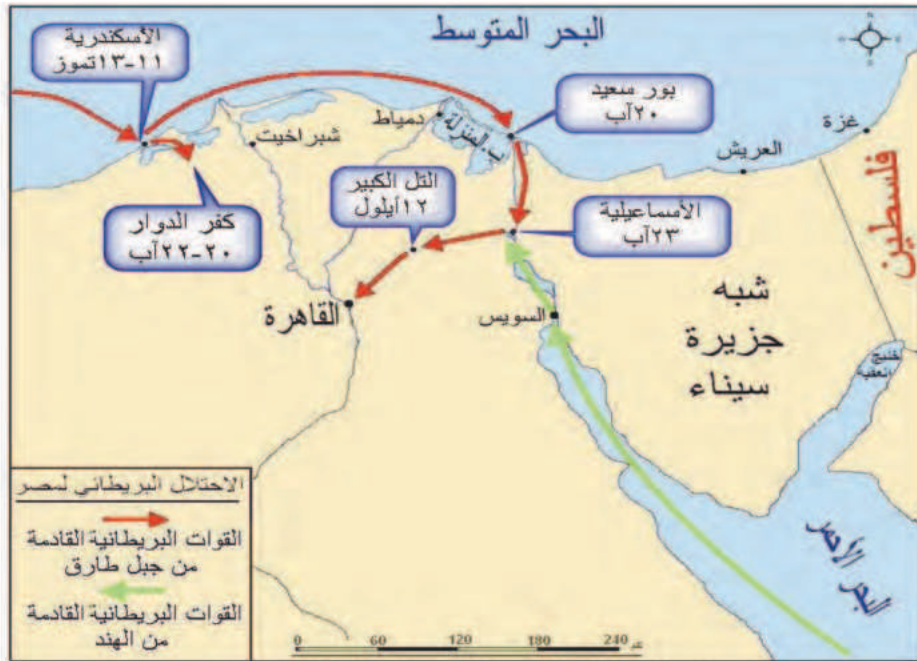 البحر المتوسط
الأسكندرية
١١-١٣تموز
بور سعيد
٢٠آب
دمياط
ب.المنزلة
شبراخيت
غزة
العريش
فلسطين
كفر الدوار
٢٠-٢٢آب
التل الكبير
١٢أيلول
الأسماعيلية
٢٣آب
القاهرة
السويس
شبه
جزيرة
سيناء
خليج
العقبة
البحر الأحمر
الاحتلال البريطاني لمصر
القوات البريطانية القادمة
من جبل طارق
القوات البريطانية القادمة
من الهند
0 60 120 180 240